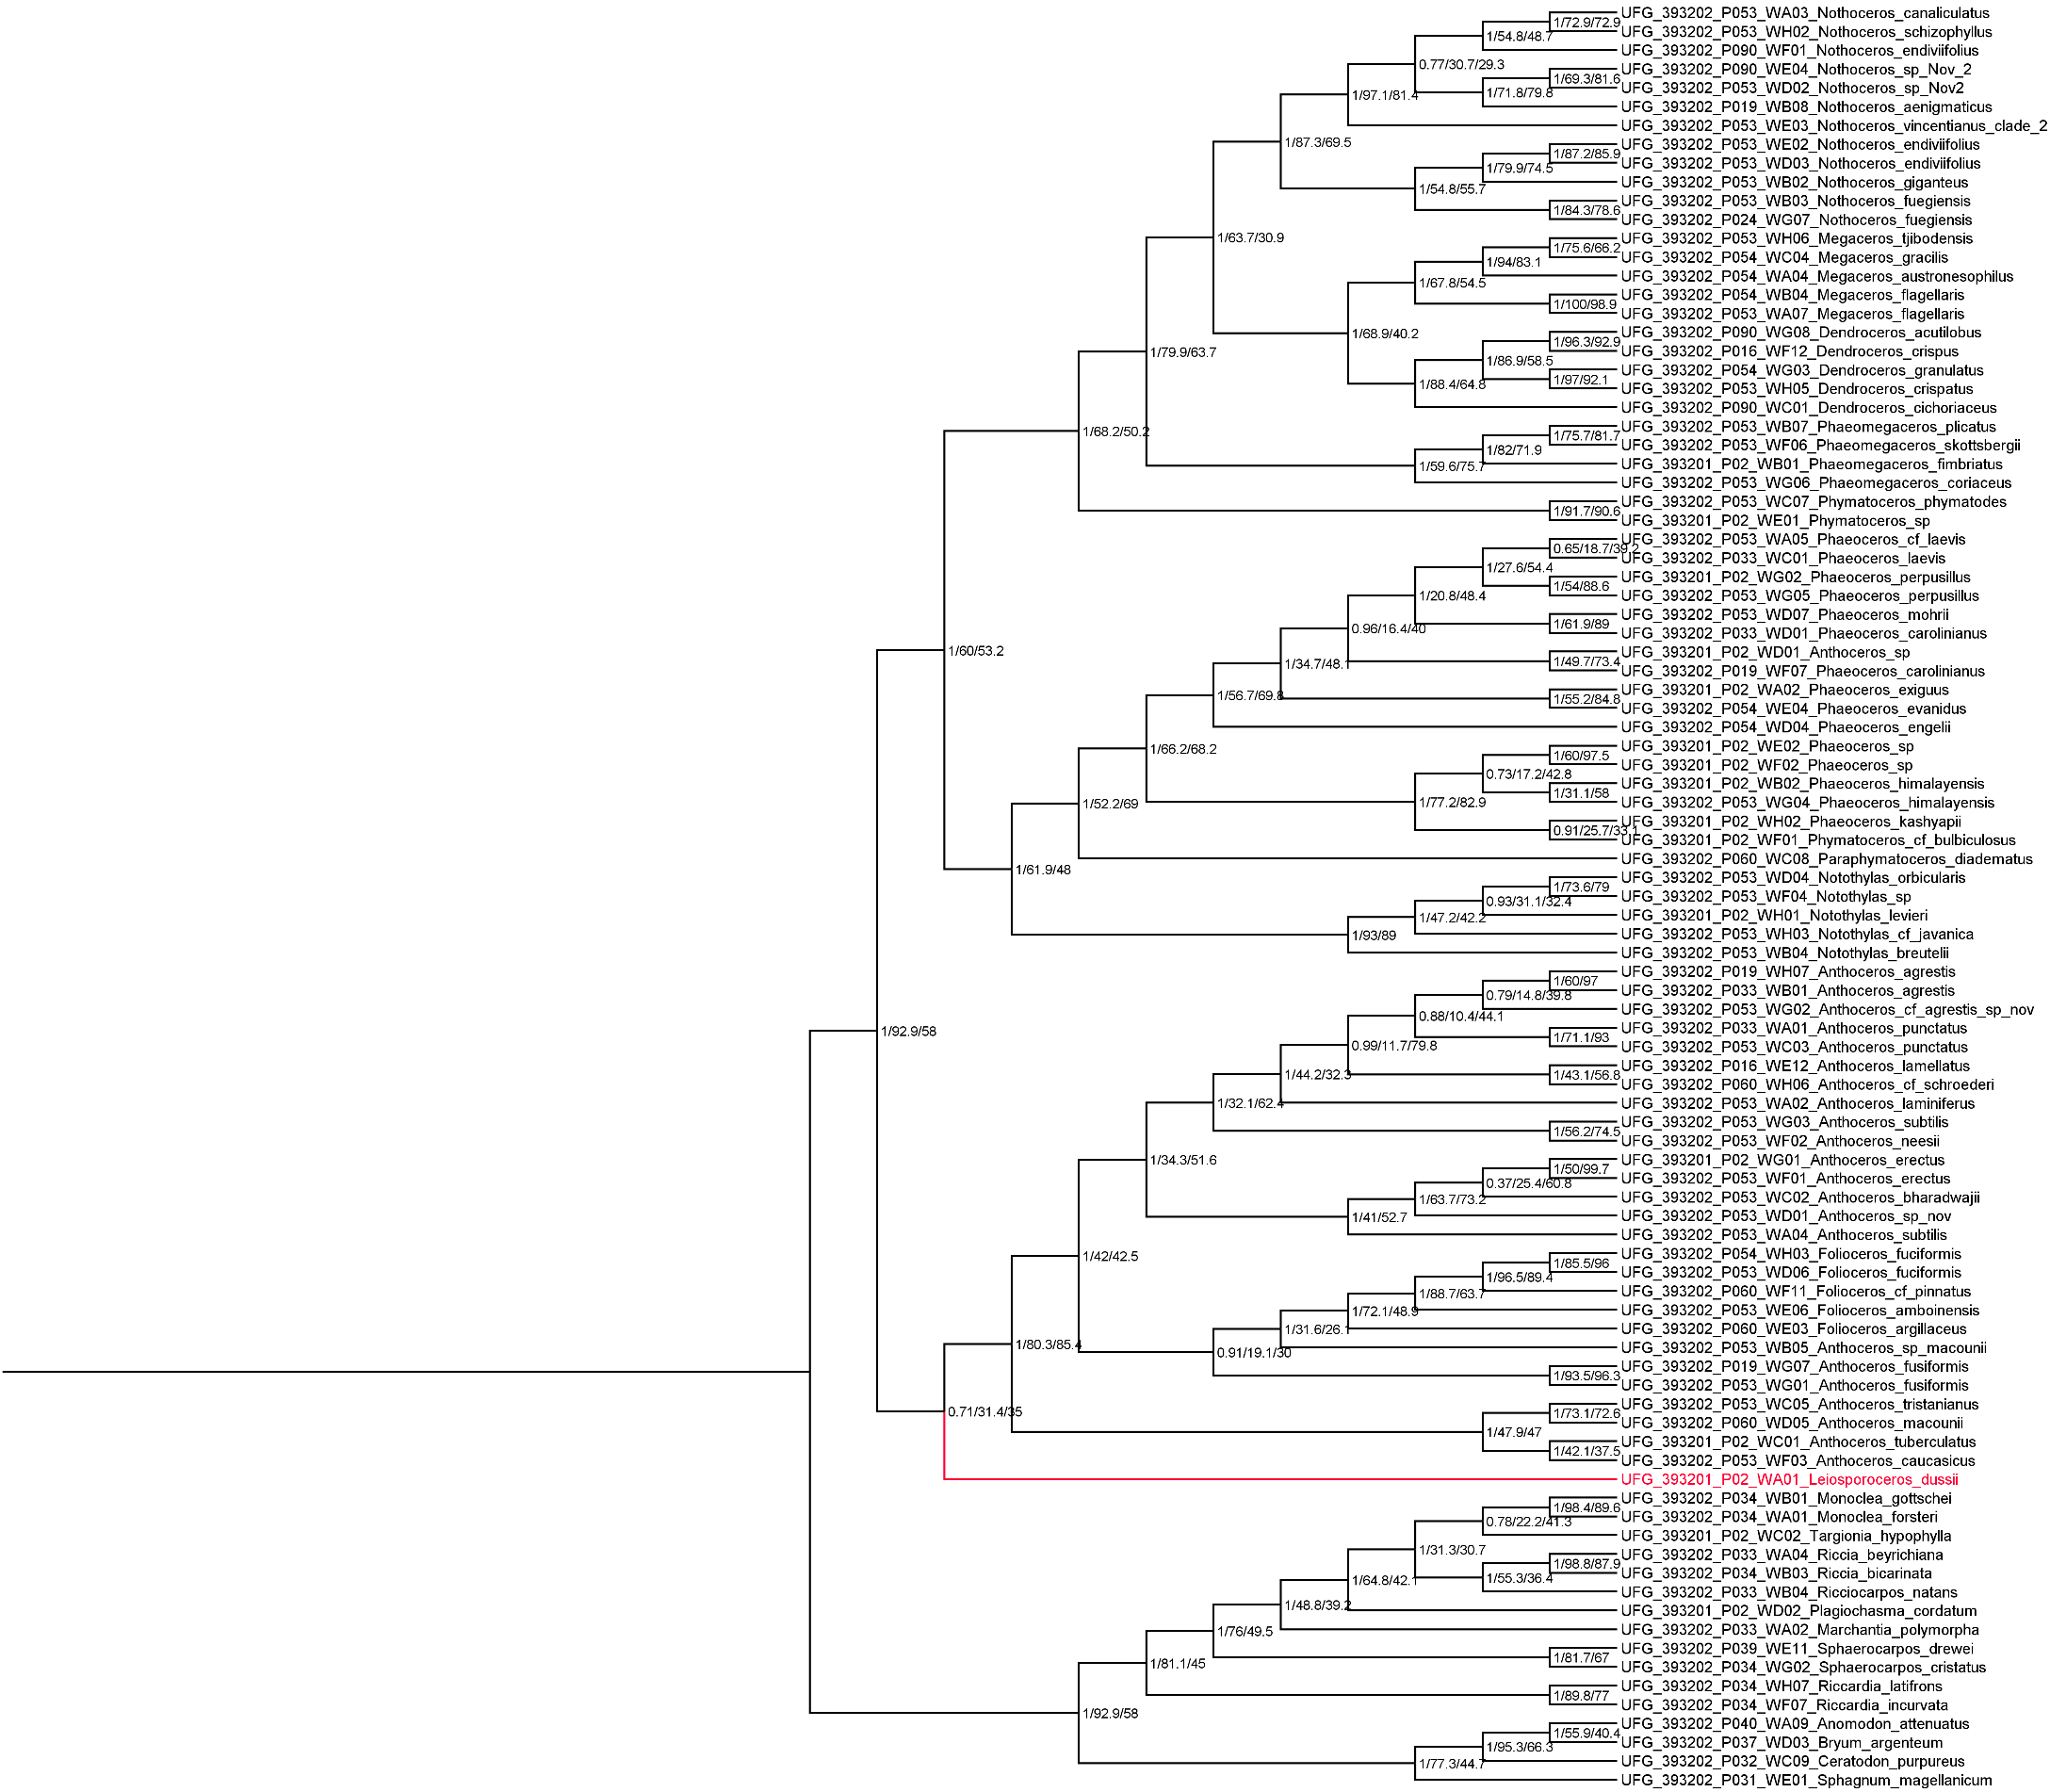 UFG_393202_P053_WA03_Nothoceros_canaliculatus
1/72.9/72.9
UFG_393202_P053_WH02_Nothoceros_schizophyllus
1/54.8/48.7
UFG_393202_P090_WF01_Nothoceros_endiviifolius
0.77/30.7/29.3
UFG_393202_P090_WE04_Nothoceros_sp_Nov_2
1/69.3/81.6
UFG_393202_P053_WD02_Nothoceros_sp_Nov2
1/71.8/79.8
1/97.1/81.4
UFG_393202_P019_WB08_Nothoceros_aenigmaticus
UFG_393202_P053_WE03_Nothoceros_vincentianus_clade_2
1/87.3/69.5
UFG_393202_P053_WE02_Nothoceros_endiviifolius
1/87.2/85.9
UFG_393202_P053_WD03_Nothoceros_endiviifolius
1/79.9/74.5
UFG_393202_P053_WB02_Nothoceros_giganteus
1/54.8/55.7
UFG_393202_P053_WB03_Nothoceros_fuegiensis
1/84.3/78.6
UFG_393202_P024_WG07_Nothoceros_fuegiensis
1/63.7/30.9
UFG_393202_P053_WH06_Megaceros_tjibodensis
1/75.6/66.2
UFG_393202_P054_WC04_Megaceros_gracilis
1/94/83.1
UFG_393202_P054_WA04_Megaceros_austronesophilus
1/67.8/54.5
UFG_393202_P054_WB04_Megaceros_flagellaris
1/100/98.9
UFG_393202_P053_WA07_Megaceros_flagellaris
1/68.9/40.2
UFG_393202_P090_WG08_Dendroceros_acutilobus
1/96.3/92.9
UFG_393202_P016_WF12_Dendroceros_crispus
1/79.9/63.7
1/86.9/58.5
UFG_393202_P054_WG03_Dendroceros_granulatus
1/97/92.1
1/88.4/64.8
UFG_393202_P053_WH05_Dendroceros_crispatus
UFG_393202_P090_WC01_Dendroceros_cichoriaceus
UFG_393202_P053_WB07_Phaeomegaceros_plicatus
1/68.2/50.2
1/75.7/81.7
UFG_393202_P053_WF06_Phaeomegaceros_skottsbergii
1/82/71.9
UFG_393201_P02_WB01_Phaeomegaceros_fimbriatus
1/59.6/75.7
UFG_393202_P053_WG06_Phaeomegaceros_coriaceus
UFG_393202_P053_WC07_Phymatoceros_phymatodes
1/91.7/90.6
UFG_393201_P02_WE01_Phymatoceros_sp
UFG_393202_P053_WA05_Phaeoceros_cf_laevis
0.65/18.7/39.2
UFG_393202_P033_WC01_Phaeoceros_laevis
1/27.6/54.4
UFG_393201_P02_WG02_Phaeoceros_perpusillus
1/54/88.6
UFG_393202_P053_WG05_Phaeoceros_perpusillus
1/20.8/48.4
UFG_393202_P053_WD07_Phaeoceros_mohrii
1/61.9/89
0.96/16.4/40
UFG_393202_P033_WD01_Phaeoceros_carolinianus
1/60/53.2
UFG_393201_P02_WD01_Anthoceros_sp
1/49.7/73.4
1/34.7/48.1
UFG_393202_P019_WF07_Phaeoceros_carolinianus
UFG_393201_P02_WA02_Phaeoceros_exiguus
1/56.7/69.8
1/55.2/84.8
UFG_393202_P054_WE04_Phaeoceros_evanidus
UFG_393202_P054_WD04_Phaeoceros_engelii
1/66.2/68.2
UFG_393201_P02_WE02_Phaeoceros_sp
1/60/97.5
UFG_393201_P02_WF02_Phaeoceros_sp
0.73/17.2/42.8
UFG_393201_P02_WB02_Phaeoceros_himalayensis
1/31.1/58
1/52.2/69
1/77.2/82.9
UFG_393202_P053_WG04_Phaeoceros_himalayensis
UFG_393201_P02_WH02_Phaeoceros_kashyapii
0.91/25.7/33.1
UFG_393201_P02_WF01_Phymatoceros_cf_bulbiculosus
UFG_393202_P060_WC08_Paraphymatoceros_diadematus
1/61.9/48
UFG_393202_P053_WD04_Notothylas_orbicularis
1/73.6/79
UFG_393202_P053_WF04_Notothylas_sp
0.93/31.1/32.4
UFG_393201_P02_WH01_Notothylas_levieri
1/47.2/42.2
UFG_393202_P053_WH03_Notothylas_cf_javanica
1/93/89
UFG_393202_P053_WB04_Notothylas_breutelii
UFG_393202_P019_WH07_Anthoceros_agrestis
1/60/97
UFG_393202_P033_WB01_Anthoceros_agrestis
0.79/14.8/39.8
UFG_393202_P053_WG02_Anthoceros_cf_agrestis_sp_nov
0.88/10.4/44.1
UFG_393202_P033_WA01_Anthoceros_punctatus
1/92.9/58
1/71.1/93
UFG_393202_P053_WC03_Anthoceros_punctatus
0.99/11.7/79.8
UFG_393202_P016_WE12_Anthoceros_lamellatus
1/44.2/32.3
1/43.1/56.8
UFG_393202_P060_WH06_Anthoceros_cf_schroederi
UFG_393202_P053_WA02_Anthoceros_laminiferus
1/32.1/62.4
UFG_393202_P053_WG03_Anthoceros_subtilis
1/56.2/74.5
UFG_393202_P053_WF02_Anthoceros_neesii
1/34.3/51.6
UFG_393201_P02_WG01_Anthoceros_erectus
1/50/99.7
UFG_393202_P053_WF01_Anthoceros_erectus
0.37/25.4/60.8
UFG_393202_P053_WC02_Anthoceros_bharadwajii
1/63.7/73.2
UFG_393202_P053_WD01_Anthoceros_sp_nov
1/41/52.7
UFG_393202_P053_WA04_Anthoceros_subtilis
1/42/42.5
UFG_393202_P054_WH03_Folioceros_fuciformis
1/85.5/96
UFG_393202_P053_WD06_Folioceros_fuciformis
1/96.5/89.4
UFG_393202_P060_WF11_Folioceros_cf_pinnatus
1/88.7/63.7
UFG_393202_P053_WE06_Folioceros_amboinensis
1/72.1/48.9
UFG_393202_P060_WE03_Folioceros_argillaceus
1/31.6/26.1
1/80.3/85.4
UFG_393202_P053_WB05_Anthoceros_sp_macounii
0.91/19.1/30
UFG_393202_P019_WG07_Anthoceros_fusiformis
1/93.5/96.3
UFG_393202_P053_WG01_Anthoceros_fusiformis
UFG_393202_P053_WC05_Anthoceros_tristanianus
0.71/31.4/35
1/73.1/72.6
UFG_393202_P060_WD05_Anthoceros_macounii
1/47.9/47
UFG_393201_P02_WC01_Anthoceros_tuberculatus
1/42.1/37.5
UFG_393202_P053_WF03_Anthoceros_caucasicus
UFG_393201_P02_WA01_Leiosporoceros_dussii
UFG_393202_P034_WB01_Monoclea_gottschei
1/98.4/89.6
UFG_393202_P034_WA01_Monoclea_forsteri
0.78/22.2/41.3
UFG_393201_P02_WC02_Targionia_hypophylla
1/31.3/30.7
UFG_393202_P033_WA04_Riccia_beyrichiana
1/98.8/87.9
UFG_393202_P034_WB03_Riccia_bicarinata
1/55.3/36.4
1/64.8/42.1
UFG_393202_P033_WB04_Ricciocarpos_natans
1/48.8/39.2
UFG_393201_P02_WD02_Plagiochasma_cordatum
UFG_393202_P033_WA02_Marchantia_polymorpha
1/76/49.5
UFG_393202_P039_WE11_Sphaerocarpos_drewei
1/81.7/67
1/81.1/45
UFG_393202_P034_WG02_Sphaerocarpos_cristatus
UFG_393202_P034_WH07_Riccardia_latifrons
1/89.8/77
UFG_393202_P034_WF07_Riccardia_incurvata
1/92.9/58
UFG_393202_P040_WA09_Anomodon_attenuatus
1/55.9/40.4
UFG_393202_P037_WD03_Bryum_argenteum
1/95.3/66.3
UFG_393202_P032_WC09_Ceratodon_purpureus
1/77.3/44.7
UFG_393202_P031_WE01_Sphagnum_magellanicum